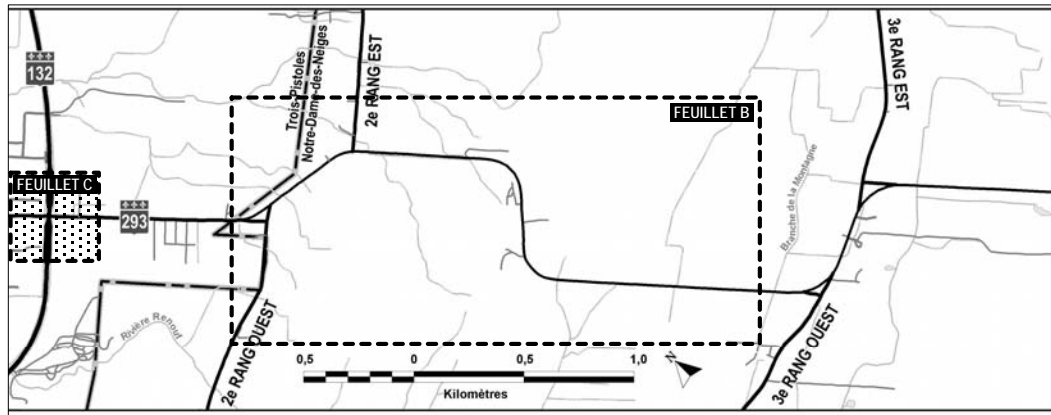 132
Trois-Pistoles
Notre-Dame-des-Neiges
2e RANG EST
3e RANG EST
FEUILLET B
FEUILLET C
293
Branche de la Montagne
Rivière Renouf
2e RANG OUEST
3e RANG OUEST
0,5 0 0,5 1,0
Kilomètres
N